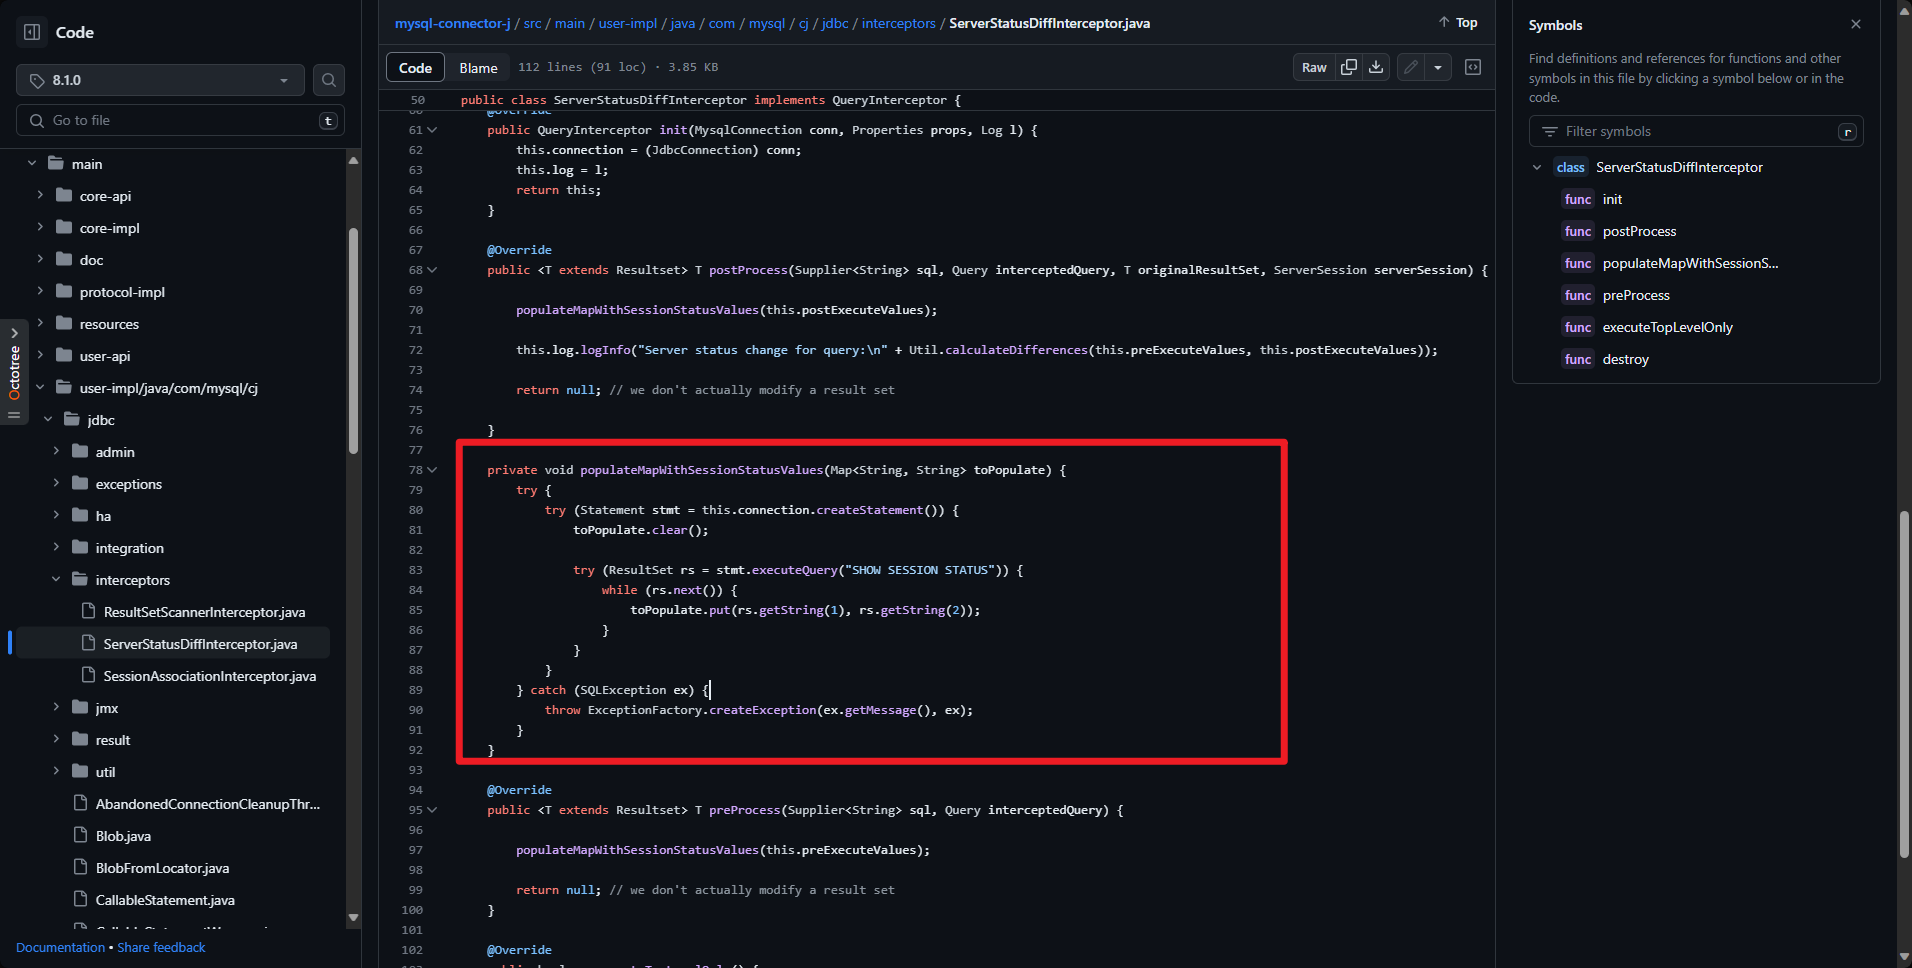 Code
8.1.0
Go to file
t
main
core-api
core-impl
doc
protocol-impl
resources
user-api
user-impl/java/com/mysql/cj
jdbc
admin
exceptions
ha
integration
interceptors
ResultSetScannerInterceptor.java
ServerStatusDiffInterceptor.java
SessionAssociationInterceptor.java
jmx
result
util
AbandonedConnectionCleanupThr...
Blob.java
BlobFromLocator.java
CallableStatement.java
Documentation • Share feedback
Octotree
mysql-connector-j / src / main / user-impl / java / com / mysql / cj / jdbc / interceptors / ServerStatusDiffInterceptor.java
Top
Code
Blame
112 lines (91 loc) · 3.85 KB
Raw
50 public class ServerStatusDiffInterceptor implements QueryInterceptor {
60 @Override
61 public QueryInterceptor init(MysqlConnection conn, Properties props, Log l) {
62 this.connection = (JdbcConnection) conn;
63 this.log = l;
64 return this;
65 }
66
67 @Override
68 public <T extends Resultset> T postProcess(Supplier<String> sql, Query interceptedQuery, T originalResultSet, ServerSession serverSession) {
69
70 populateMapWithSessionStatusValues(this.postExecuteValues);
71
72 this.log.logInfo("Server status change for query:\n" + Util.calculateDifferences(this.preExecuteValues, this.postExecuteValues));
73
74 return null; // we don't actually modify a result set
75
76 }
77
78 private void populateMapWithSessionStatusValues(Map<String, String> toPopulate) {
79 try {
80 try (Statement stmt = this.connection.createStatement()) {
81 toPopulate.clear();
82
83 try (ResultSet rs = stmt.executeQuery("SHOW SESSION STATUS")) {
84 while (rs.next()) {
85 toPopulate.put(rs.getString(1), rs.getString(2));
86 }
87 }
88 }
89 } catch (SQLException ex) {
90 throw ExceptionFactory.createException(ex.getMessage(), ex);
91 }
92 }
93
94 @Override
95 public <T extends Resultset> T preProcess(Supplier<String> sql, Query interceptedQuery) {
96
97 populateMapWithSessionStatusValues(this.preExecuteValues);
98
99 return null; // we don't actually modify a result set
100 }
101
102 @Override
Symbols
Find definitions and references for functions and other
symbols in this file by clicking a symbol below or in the
code.
Filter symbols
r
class ServerStatusDiffInterceptor
func init
func postProcess
func populateMapWithSessionS...
func preProcess
func executeTopLevelOnly
func destroy